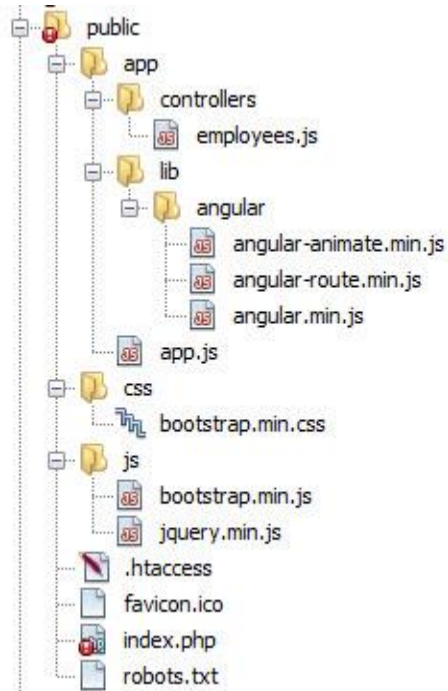 public
app
controllers
employees.js
lib
angular
angular-animate.min.js
angular-route.min.js
angular.min.js
app.js
css
bootstrap.min.css
js
bootstrap.min.js
jquery.min.js
.htaccess
favicon.ico
index.php
robots.txt